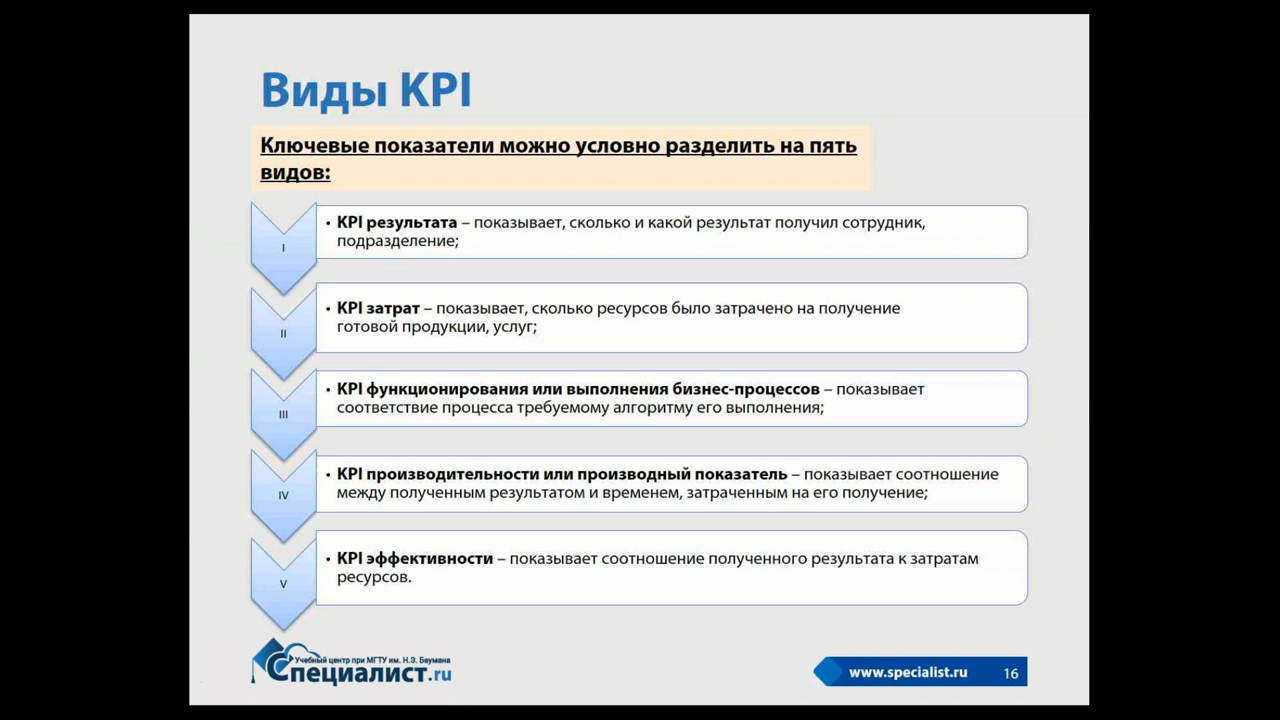 Виды KPI
Ключевые показатели можно условно разделить на пять
видов:
I
• KPI результата – показывает, сколько и какой результат получил сотрудник,
подразделение;
II
• KPI затрат – показывает, сколько ресурсов было затрачено на получение
готовой продукции, услуг;
III
• KPI функционирования или выполнения бизнес-процессов – показывает
соответствие процесса требуемому алгоритму его выполнения;
IV
• KPI производительности или производный показатель – показывает соотношение
между полученным результатом и временем, затраченным на его получение;
V
• KPI эффективности – показывает соотношение полученного результата к затратам
ресурсов.
Учебный центр при МГТУ им. Н.Э. Баумана
Специалист.ru
www.specialist.ru 16